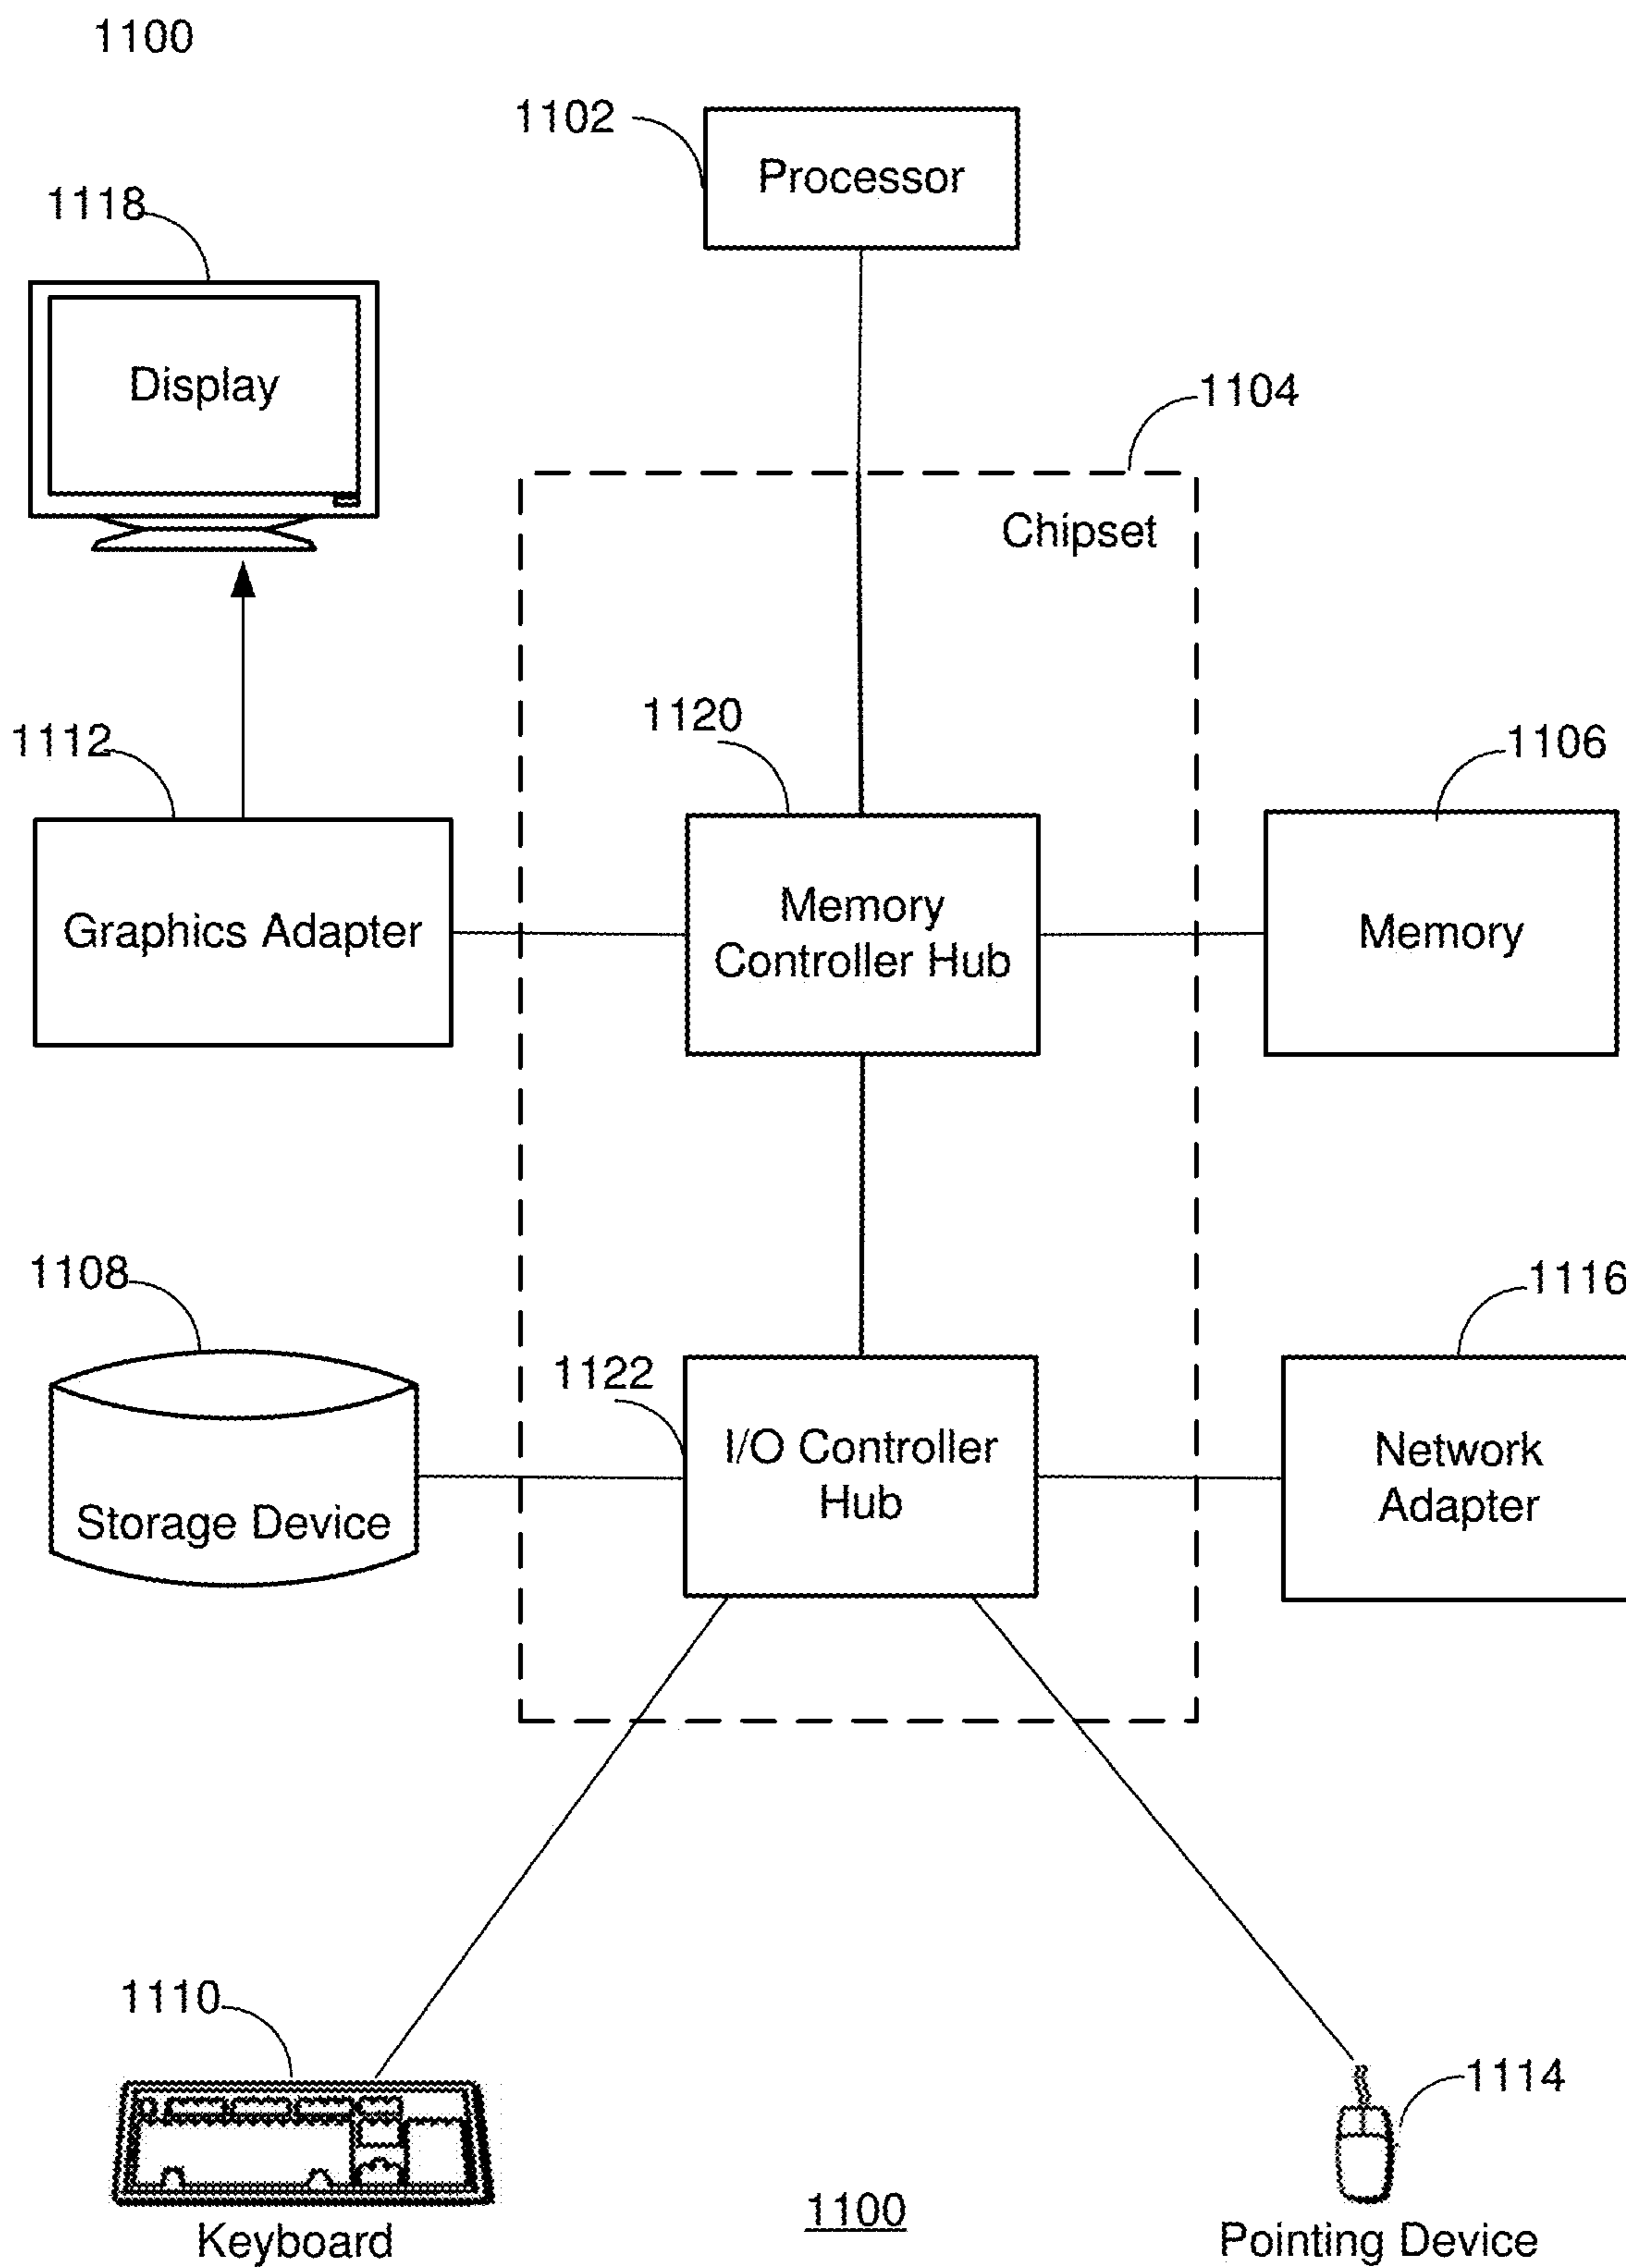 1100
1102
Processor
1118
Display
1104
Chipset
1120
1112
1106
Graphics Adapter
Memory
Controller Hub
Memory
1108
1116
1122
Storage Device
I/O Controller
Hub
Network
Adapter
1110
1114
Keyboard
1100
Pointing Device